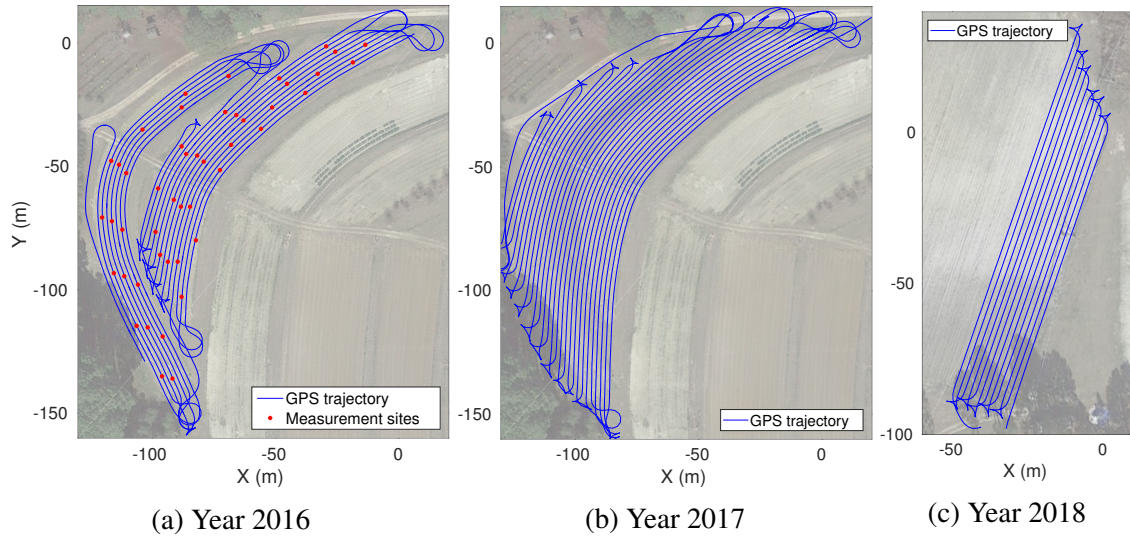 0
-50
-100
-150
Y (m)
-100
-50
0
X (m)
GPS trajectory
Measurement sites
(a) Year 2016
0
-50
-100
-150
-100
-50
0
X (m)
GPS trajectory
(b) Year 2017
GPS trajectory
0
-50
-100
-50
0
X (m)
(c) Year 2018